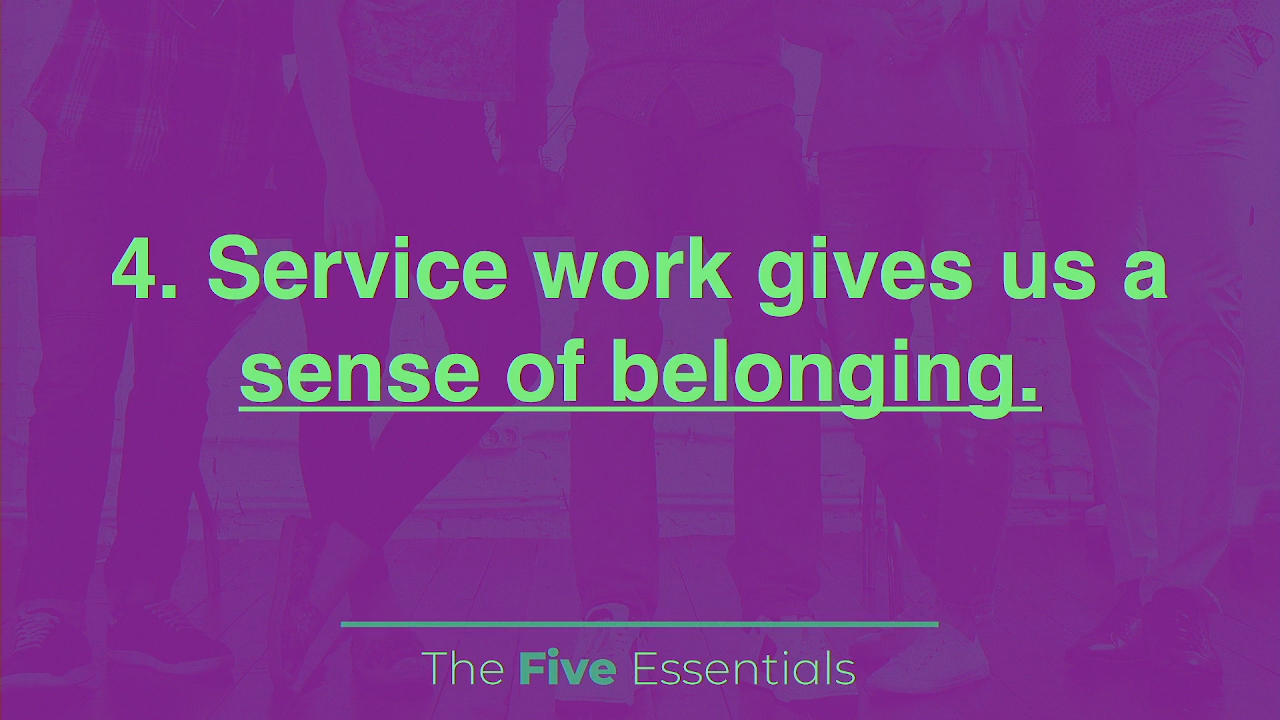 4. Service work gives us a
sense of belonging.
The Five Essentials